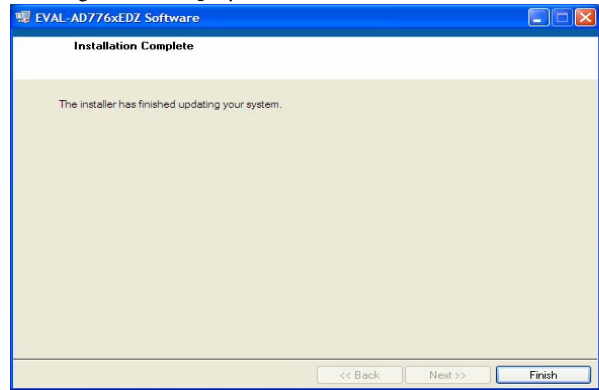 EVAL-AD776xEDZ Software
Installation Complete
The installer has finished updating your system.
<< Back Next >> Finish